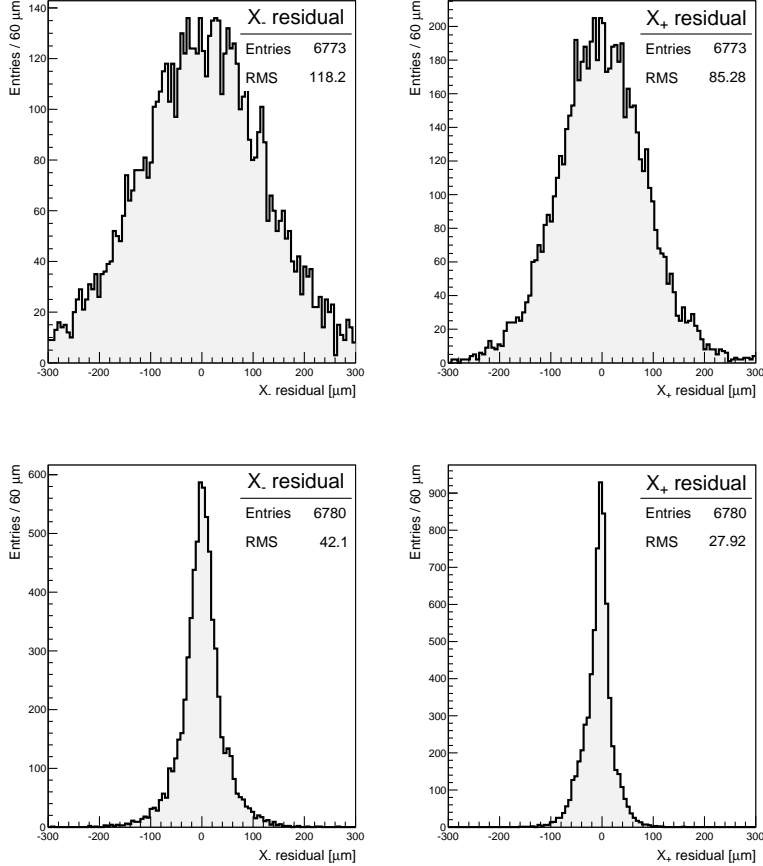 Entries / 60 μm
X- residual
Entries 6773
RMS 118.2
140
120
100
80
60
40
20
0
-300 -200 -100 0 100 200 300
X- residual [μm]
Entries / 60 μm
X+ residual
Entries 6773
RMS 85.28
200
180
160
140
120
100
80
60
40
20
0
-300 -200 -100 0 100 200 300
X+ residual [μm]
Entries / 60 μm
X- residual
Entries 6780
RMS 42.1
600
500
400
300
200
100
0
-300 -200 -100 0 100 200 300
X- residual [μm]
Entries / 60 μm
X+ residual
Entries 6780
RMS 27.92
900
800
700
600
500
400
300
200
100
0
-300 -200 -100 0 100 200 300
X+ residual [μm]